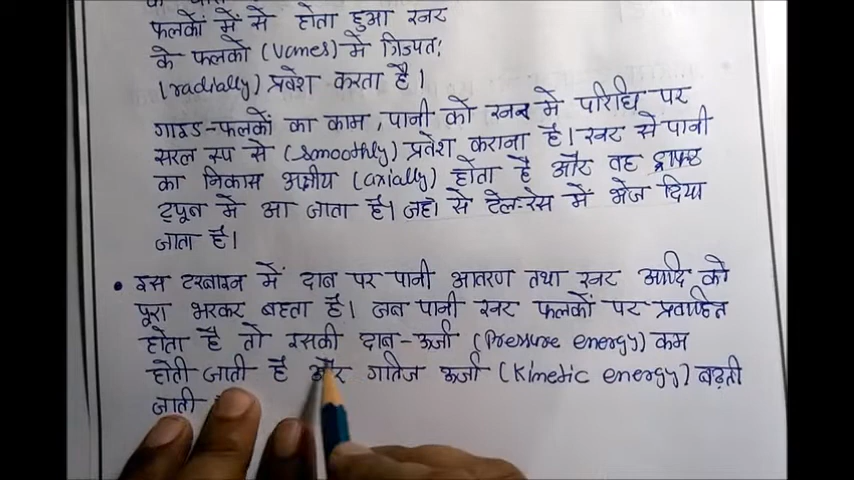 फलकों में से होता हुआ रनर
के फलकों (Vanes) में त्रिज्यत:
(radially) प्रवेश करता है।
गाइड-फलकों का काम, पानी को रनर में परिधि पर
सरल रूप से (smoothly) प्रवेश कराना है। रनर से पानी
का निकास अक्षीय (axially) होता है और वह ड्राफ्ट
ट्यूब में आ जाता है। जहाँ से टेल-रेस में भेज दिया
जाता है।
• इस टरबाइन में दाब पर पानी आवरण तथा रनर आदि को
पूरा भरकर बहता है। जब पानी रनर फलकों पर प्रवाहित
होता है तो इसकी दाब-ऊर्जा (Pressure energy) कम
होती जाती है और गतिज ऊर्जा (Kinetic energy) बढ़ती
जाती